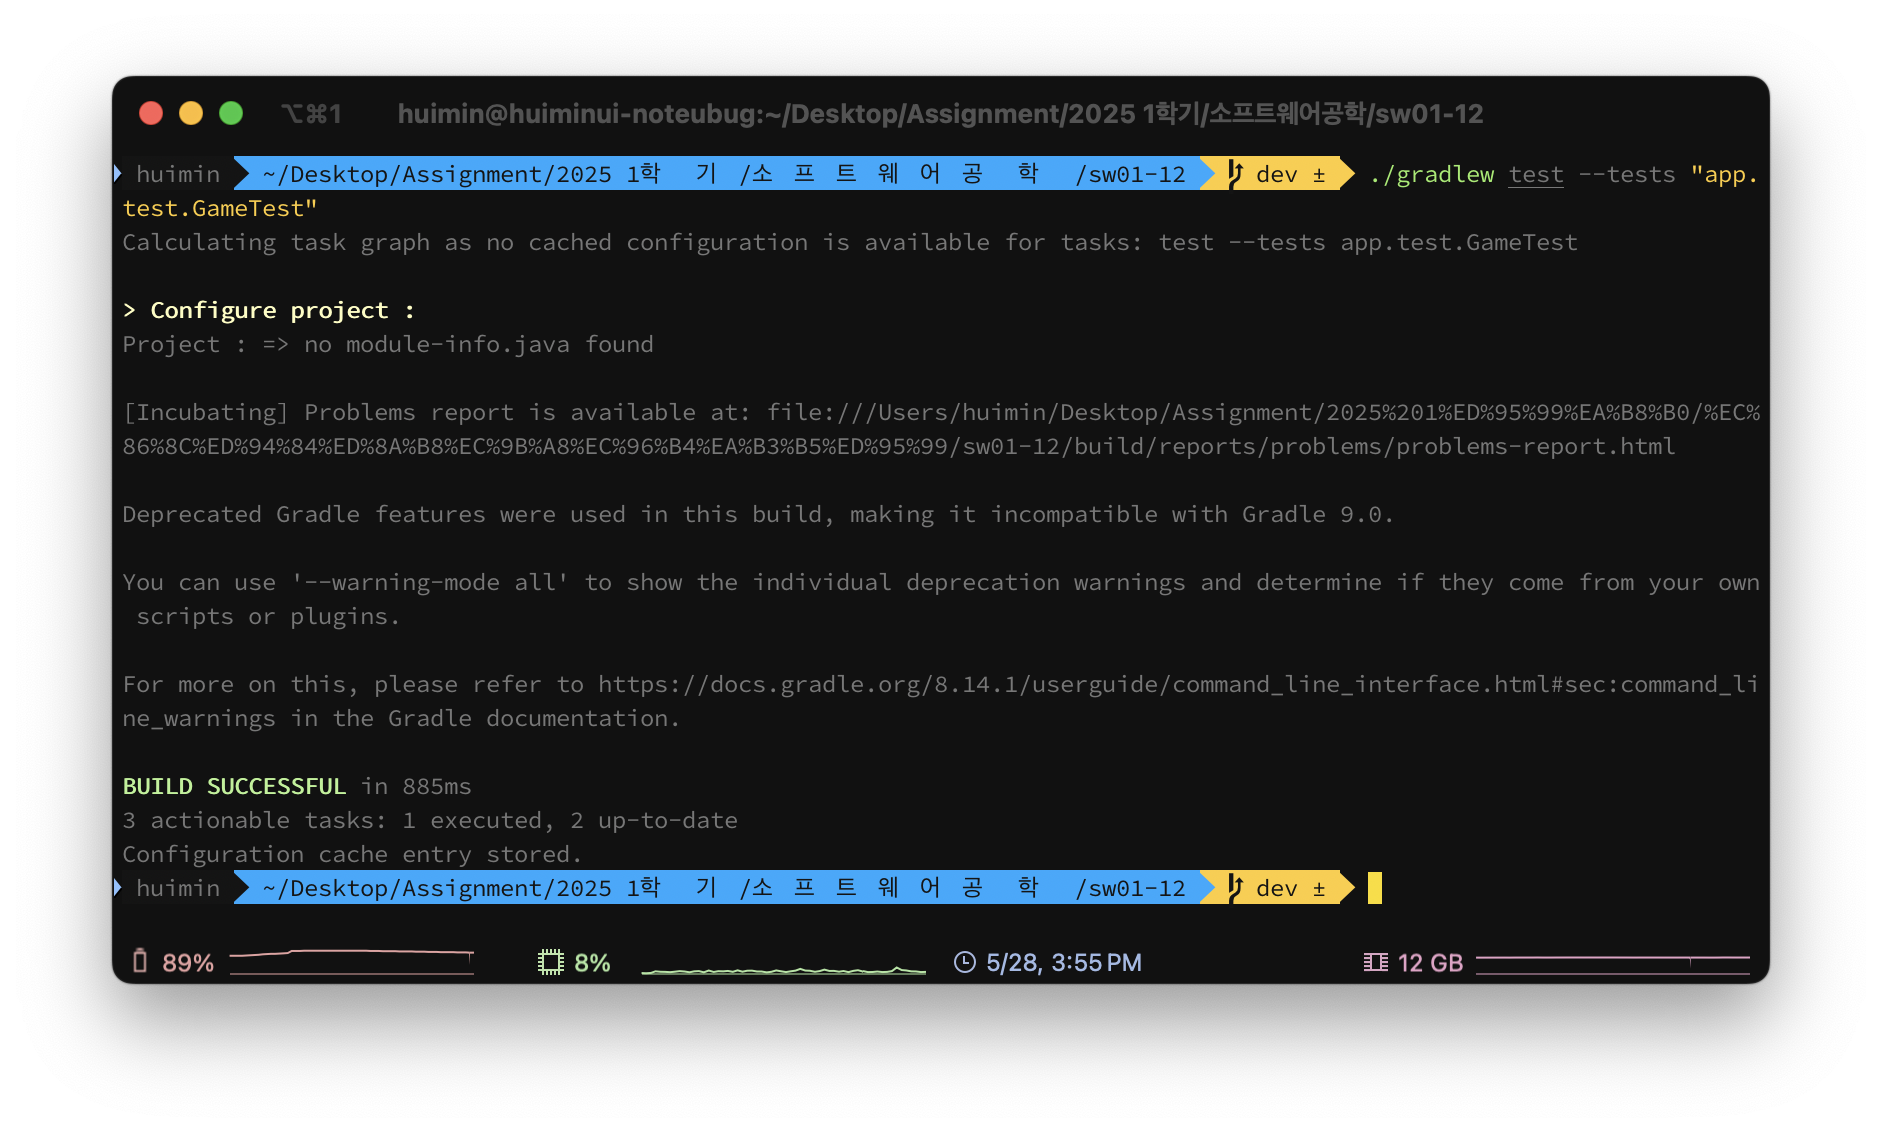 ⌥⌘1 huimin@huiminui-noteubug:~/Desktop/Assignment/2025 1학기/소프트웨어공학/sw01-12
huimin ~/Desktop/Assignment/2025 1학 기 /소 프 트 웨 어 공 학 /sw01-12 dev ± ./gradlew test --tests "app.
test.GameTest"
Calculating task graph as no cached configuration is available for tasks: test --tests app.test.GameTest
> Configure project :
Project : => no module-info.java found
[Incubating] Problems report is available at: file:///Users/huimin/Desktop/Assignment/2025%201%ED%95%99%EA%B8%B0/%EC%
86%8C%ED%94%84%ED%8A%B8%EC%9B%A8%EC%96%B4%EA%B3%B5%ED%95%99/sw01-12/build/reports/problems/problems-report.html
Deprecated Gradle features were used in this build, making it incompatible with Gradle 9.0.
You can use '--warning-mode all' to show the individual deprecation warnings and determine if they come from your own
scripts or plugins.
For more on this, please refer to https://docs.gradle.org/8.14.1/userguide/command_line_interface.html#sec:command_li
ne_warnings in the Gradle documentation.
BUILD SUCCESSFUL in 885ms
3 actionable tasks: 1 executed, 2 up-to-date
Configuration cache entry stored.
huimin ~/Desktop/Assignment/2025 1학 기 /소 프 트 웨 어 공 학 /sw01-12 dev ±
89% 8% 5/28, 3:55 PM 12 GB